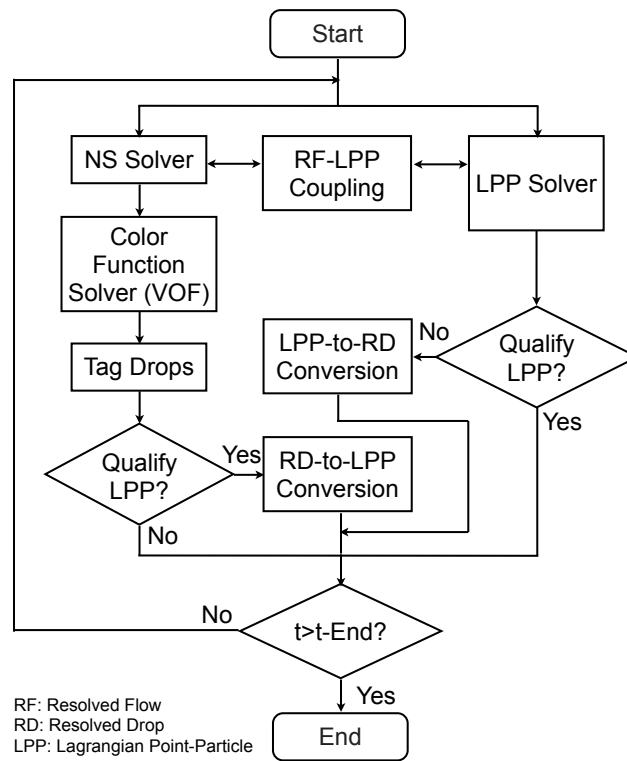 Start
NS Solver
RF-LPP
Coupling
LPP Solver
Color
Function
Solver (VOF)
Tag Drops
LPP-to-RD
Conversion
No
Qualify
LPP?
Yes
Qualify
LPP?
Yes
RD-to-LPP
Conversion
No
No
t>t-End?
Yes
End
RF: Resolved Flow
RD: Resolved Drop
LPP: Lagrangian Point-Particle